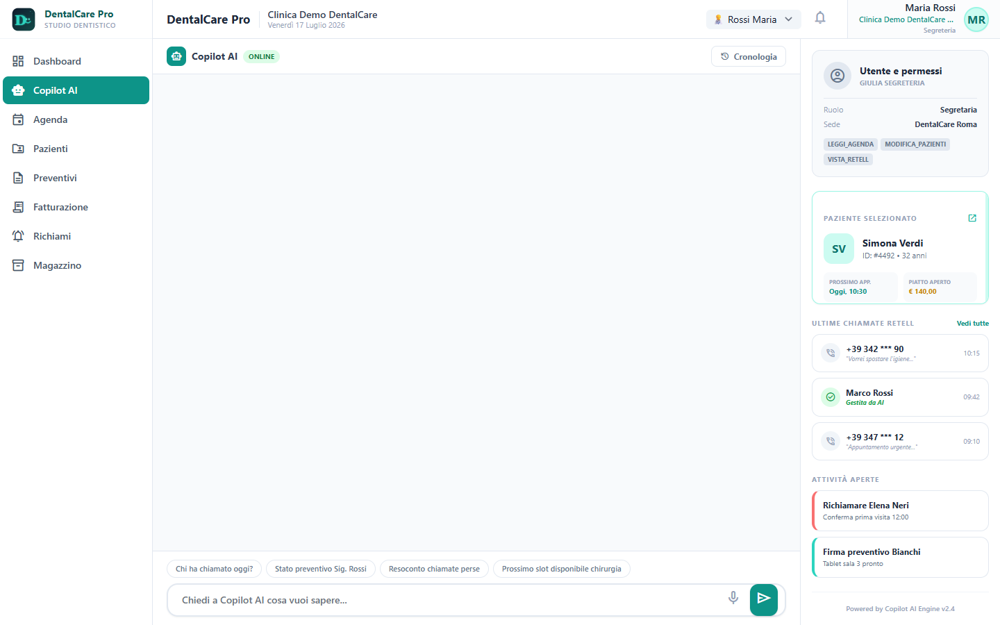 DentalCare Pro
STUDIO DENTISTICO
Dashboard
Copilot AI
Agenda
Pazienti
Preventivi
Fatturazione
Richiami
Magazzino
DentalCare Pro
Clinica Demo DentalCare
Venerdì 17 Luglio 2026
Rossi Maria
Maria Rossi
Clinica Demo DentalCare ...
Segreteria
MR
Copilot AI
ONLINE
Cronologia
Chi ha chiamato oggi?
Stato preventivo Sig. Rossi
Resoconto chiamate perse
Prossimo slot disponibile chirurgia
Chiedi a Copilot AI cosa vuoi sapere...
Utente e permessi
GIULIA SEGRETERIA
Ruolo Segretaria
Sede DentalCare Roma
LEGGI_AGENDA MODIFICA_PAZIENTI
VISTA_RETELL
PAZIENTE SELEZIONATO
SV
Simona Verdi
ID: #4492 • 32 anni
PROSSIMO APP.
Oggi, 10:30
PIATTO APERTO
€ 140,00
ULTIME CHIAMATE RETELL Vedi tutte
+39 342 *** 90
"Vorrei spostare l'igiene..."
10:15
Marco Rossi
Gestita da AI
09:42
+39 347 *** 12
"Appuntamento urgente..."
09:10
ATTIVITÀ APERTE
Richiamare Elena Neri
Conferma prima visita 12:00
Firma preventivo Bianchi
Tablet sala 3 pronto
Powered by Copilot AI Engine v2.4